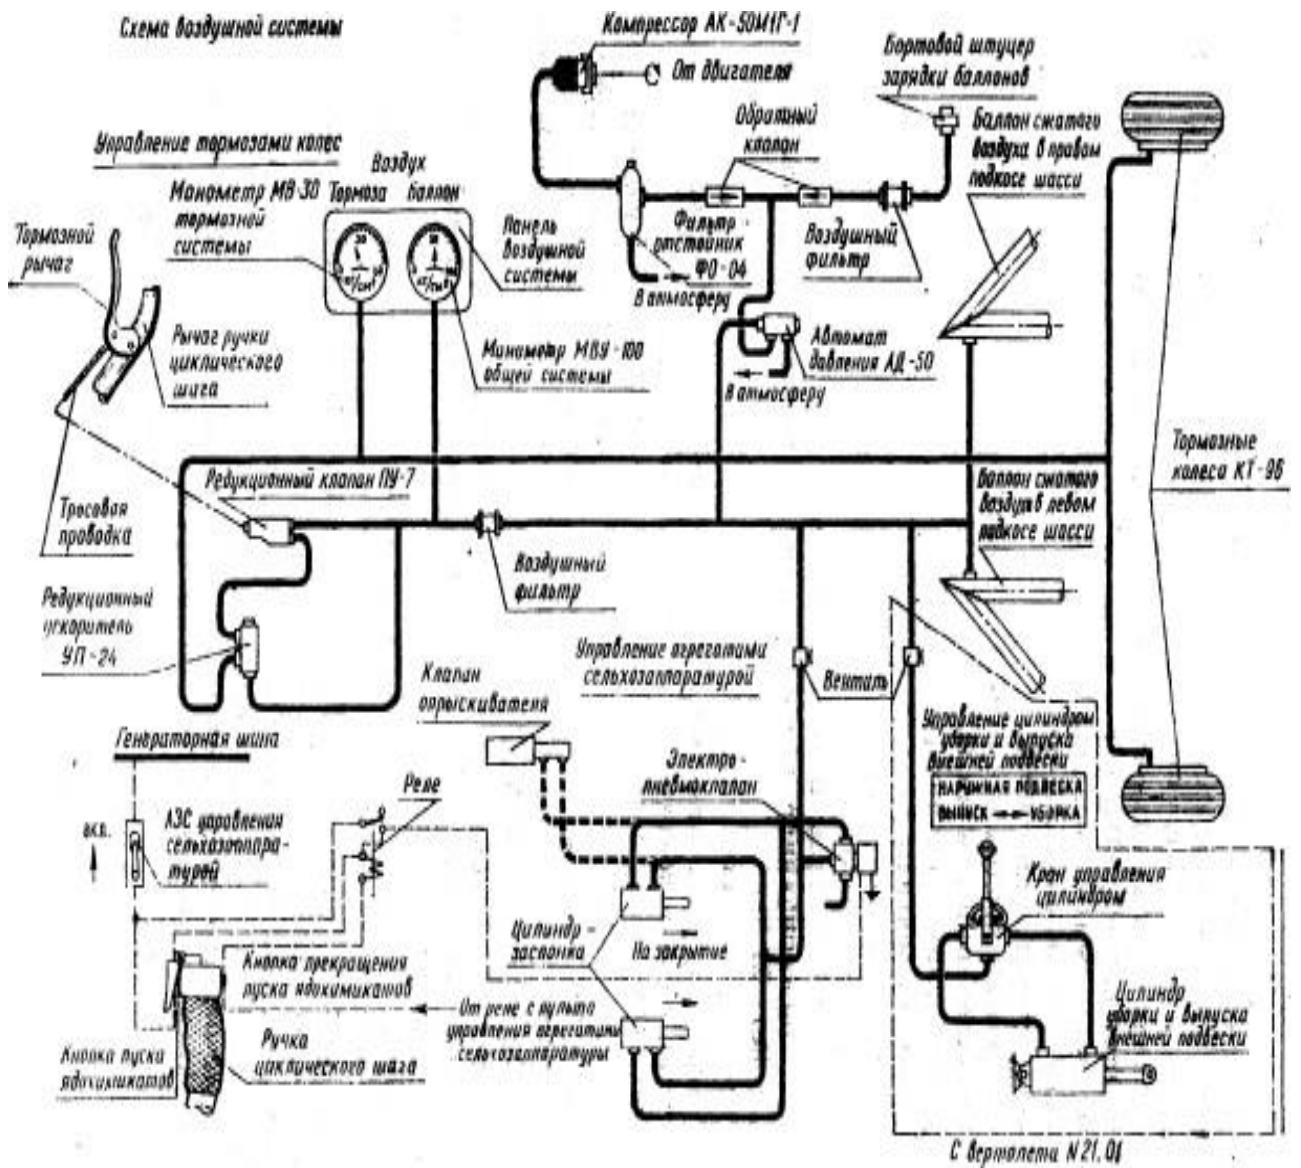 Схема воздушной системы
Компрессор АК-50М1Г-1
От двигателя
Бортовой штуцер
зарядки баллонов
Обратный
клапан
Баллон сжатого
воздуха в правом
подкосе шасси
Управление тормозами колес
Воздух
Манометр МВ-30
тормозной
системы
Тормоза
Баллон
Панель
воздушной
системы
Тормозной
рычаг
Фильтр-
отстойник
ФО-04
Воздушный
фильтр
В атмосферу
Рычаг ручки
циклического
шага
Манометр МВУ-100
общей системы
Автомат
давления АД-50
В атмосферу
Тормозные
колеса КТ-96
Редукционный клапан ПУ-7
Баллон сжатого
воздуха в левом
подкосе шасси
Тросовая
проводка
Воздушный
фильтр
Редукционный
ускоритель
УП-24
Управление агрегатами
сельхозаппаратурой
Вентиль
Клапан
опрыскивателя
Управление цилиндром
уборки и выпуска
внешней подвески
НАРУЖНАЯ ПОДВЕСКА
ВЫПУСК УБОРКА
Генераторная шина
Электро-
пневмоклапан
Реле
вкл.
АЗС управления
сельхозаппара-
турой
Кран управления
цилиндром
Цилиндр-
заслонка
На закрытие
Кнопка прекращения
пуска ядохимикатов
От реле с пульта
управления агрегатами
сельхозаппаратуры
Цилиндр
уборки и выпуска
внешней подвески
Ручка
циклического шага
Кнопка пуска
ядохимикатов
С вертолета N21.01